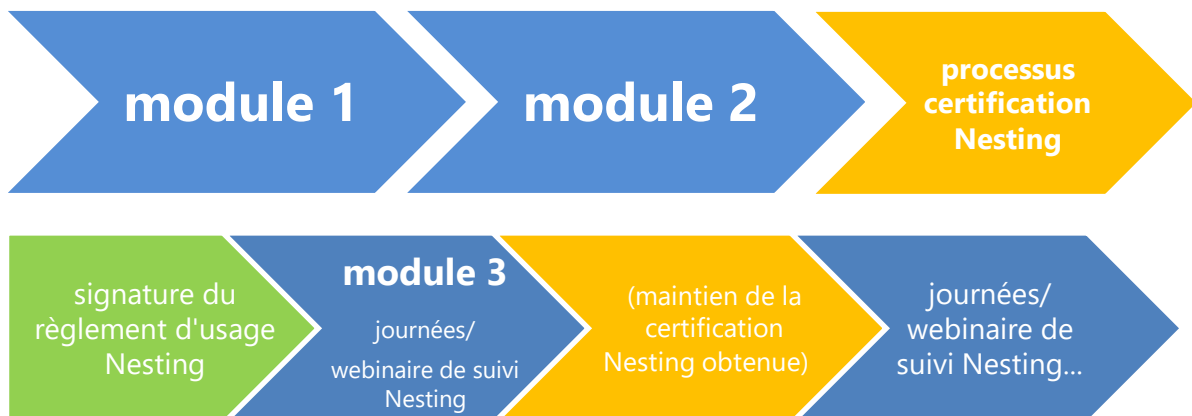 module 1
module 2
processus
certification
Nesting
signature du
règlement d'usage
Nesting
module 3
journées/
webinaire de suivi
Nesting
(maintien de la
certification
Nesting obtenue)
journées/
webinaire de
suivi Nesting...